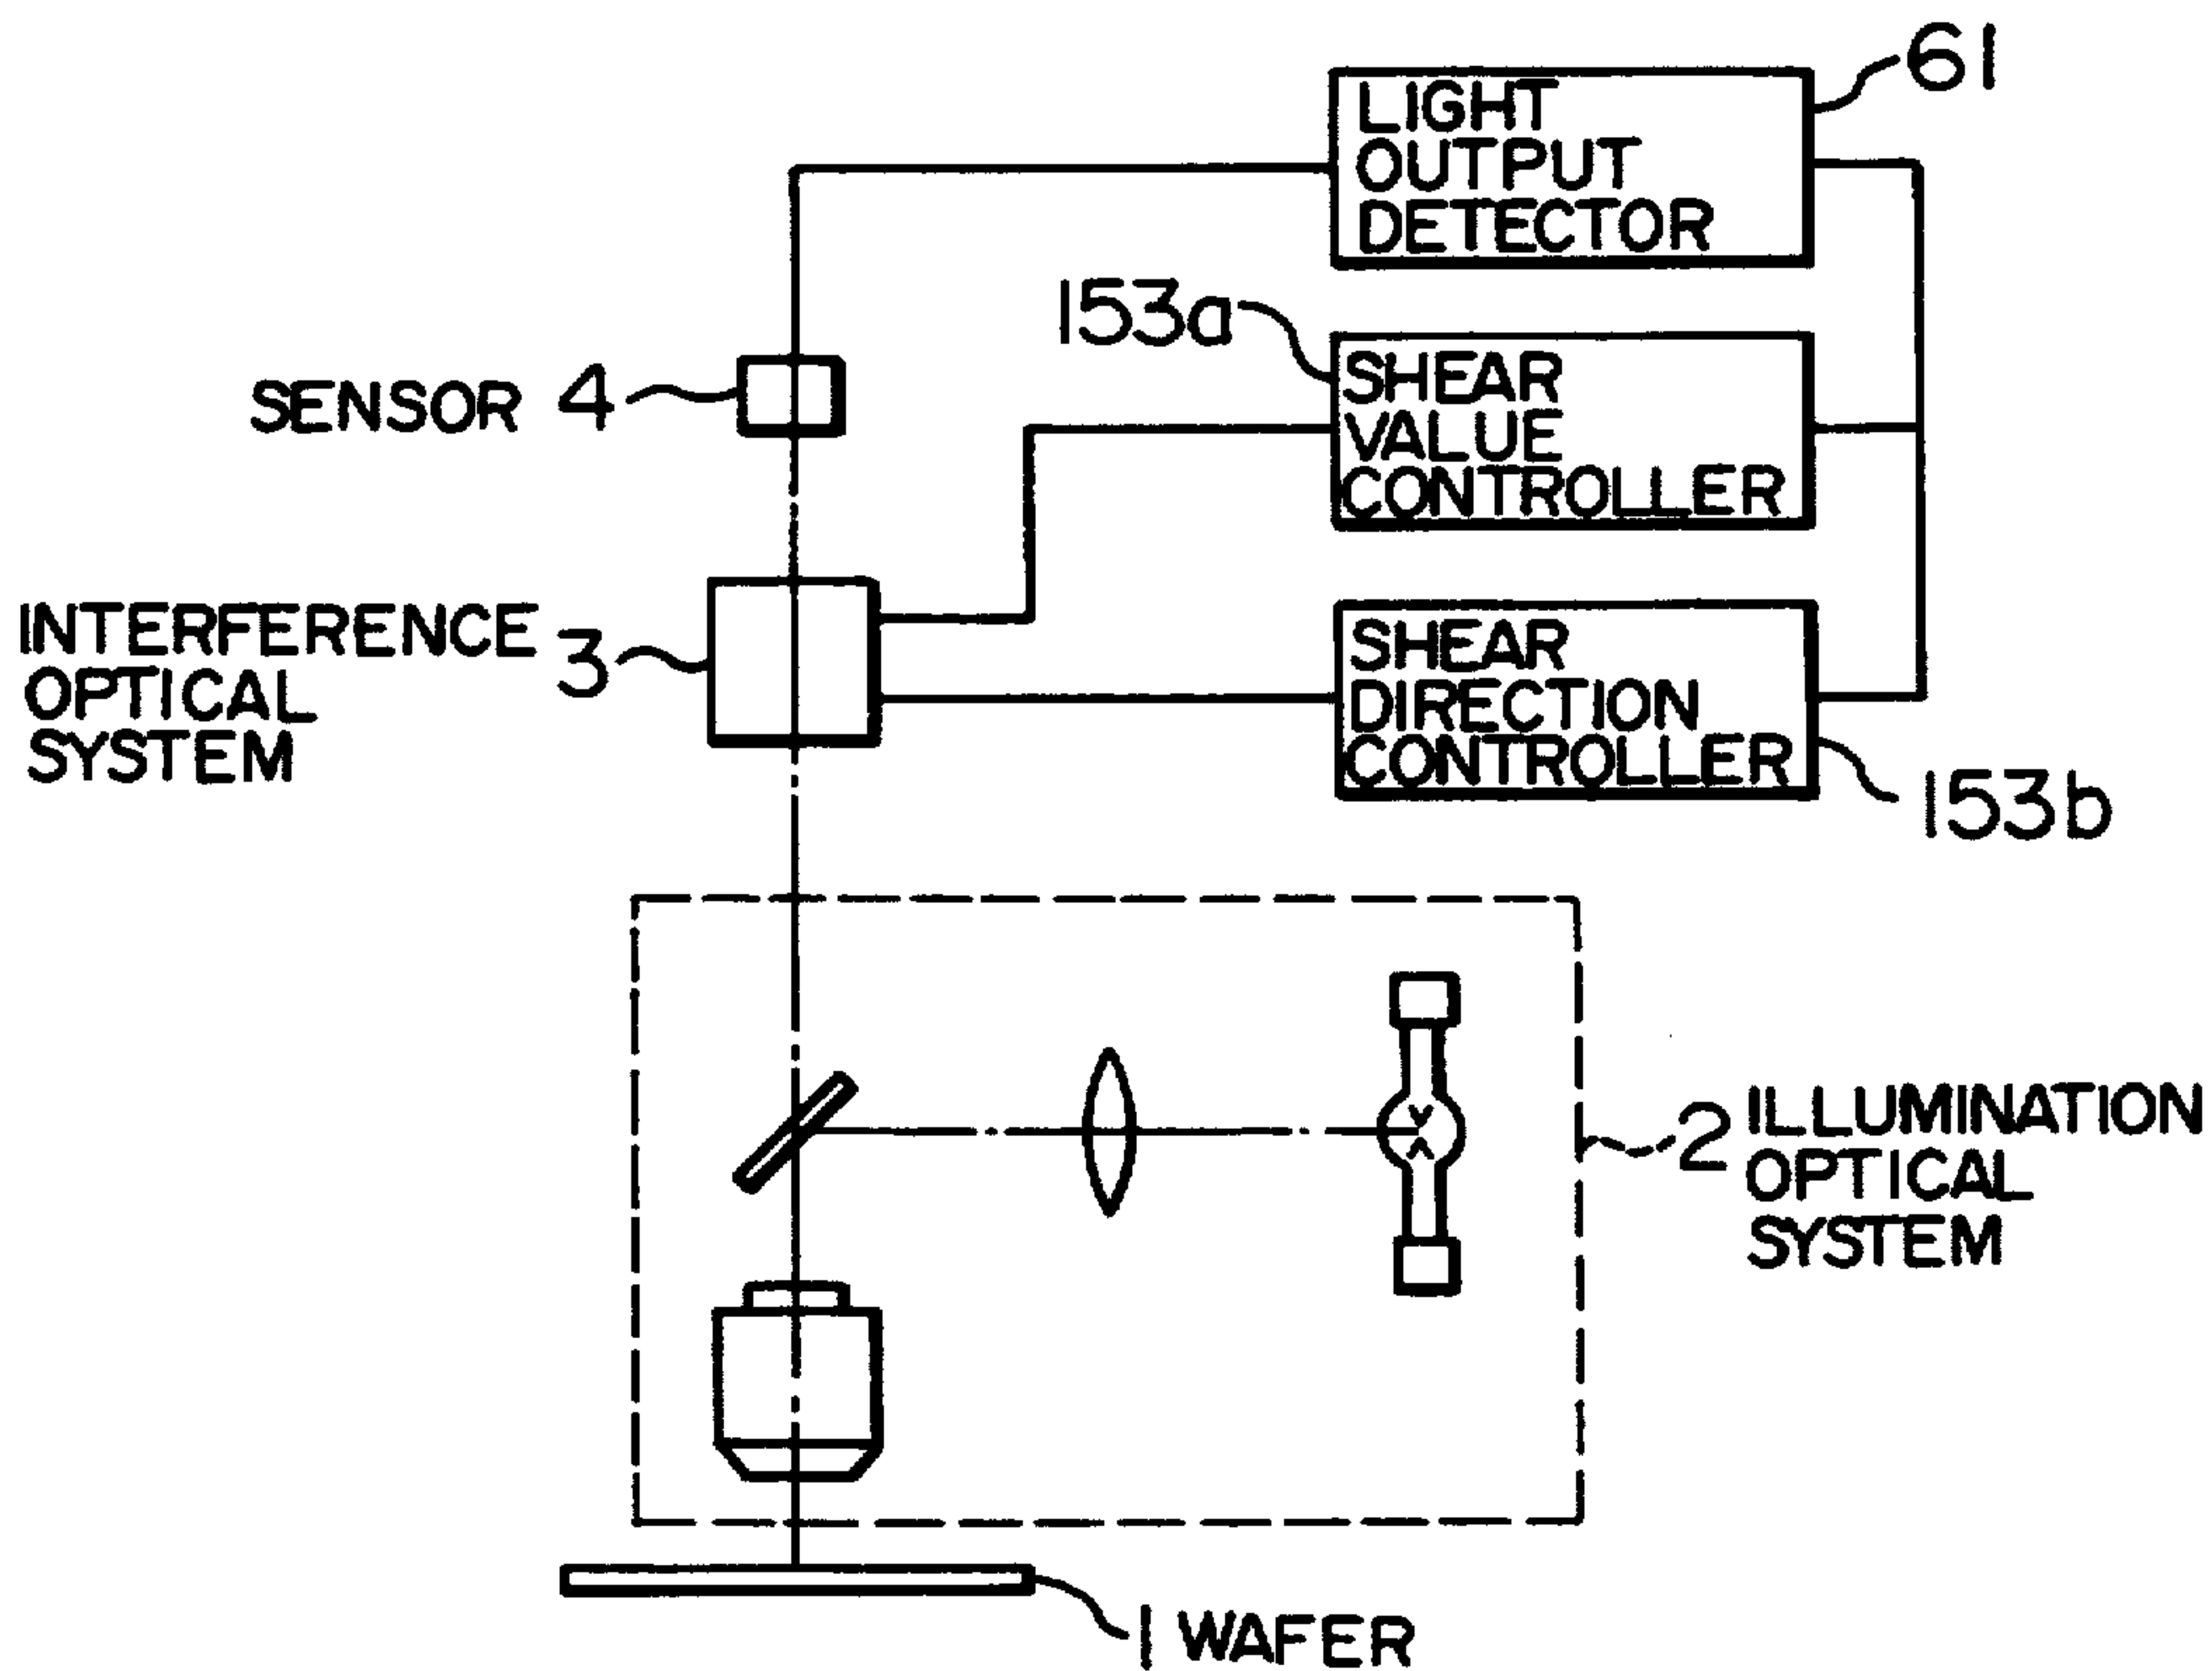 61
LIGHT
OUTPUT
DETECTOR
153a
SHEAR
VALUE
CONTROLLER
SENSOR 4
INTERFERENCE
OPTICAL
SYSTEM
3
SHEAR
DIRECTION
CONTROLLER
153b
2
ILLUMINATION
OPTICAL
SYSTEM
1 WAFER